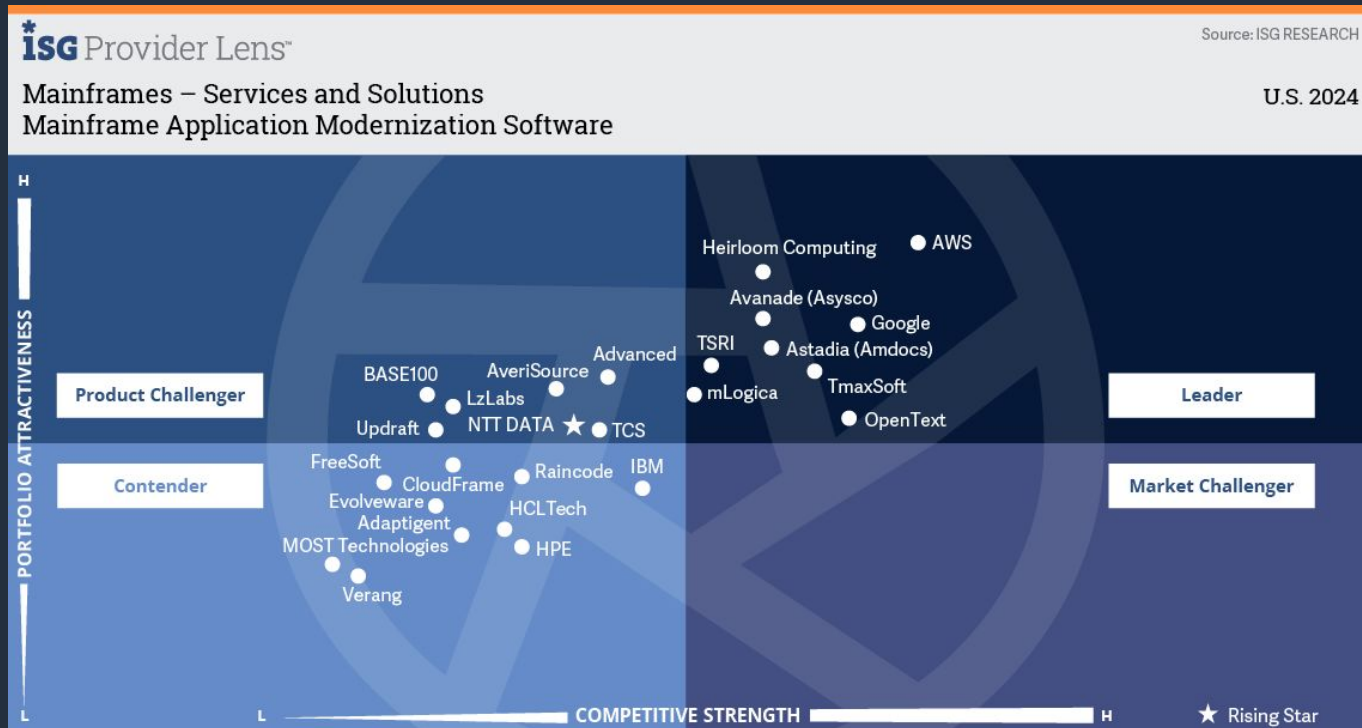 ISG Provider Lens™
Source: ISG RESEARCH
Mainframes – Services and Solutions
Mainframe Application Modernization Software
U.S. 2024
H
PORTFOLIO ATTRACTIVENESS
L
Product Challenger
Leader
Contender
Market Challenger
AWS
Heirloom Computing
Avanade (Asysco)
Google
TSRI
Astadia (Amdocs)
Advanced
AveriSource
BASE100
TmaxSoft
mLogica
LzLabs
OpenText
NTT DATA
TCS
Updraft
FreeSoft
CloudFrame
Raincode
IBM
Evolveware
HCLTech
Adaptigent
MOST Technologies
HPE
Verang
L
COMPETITIVE STRENGTH
H
Rising Star